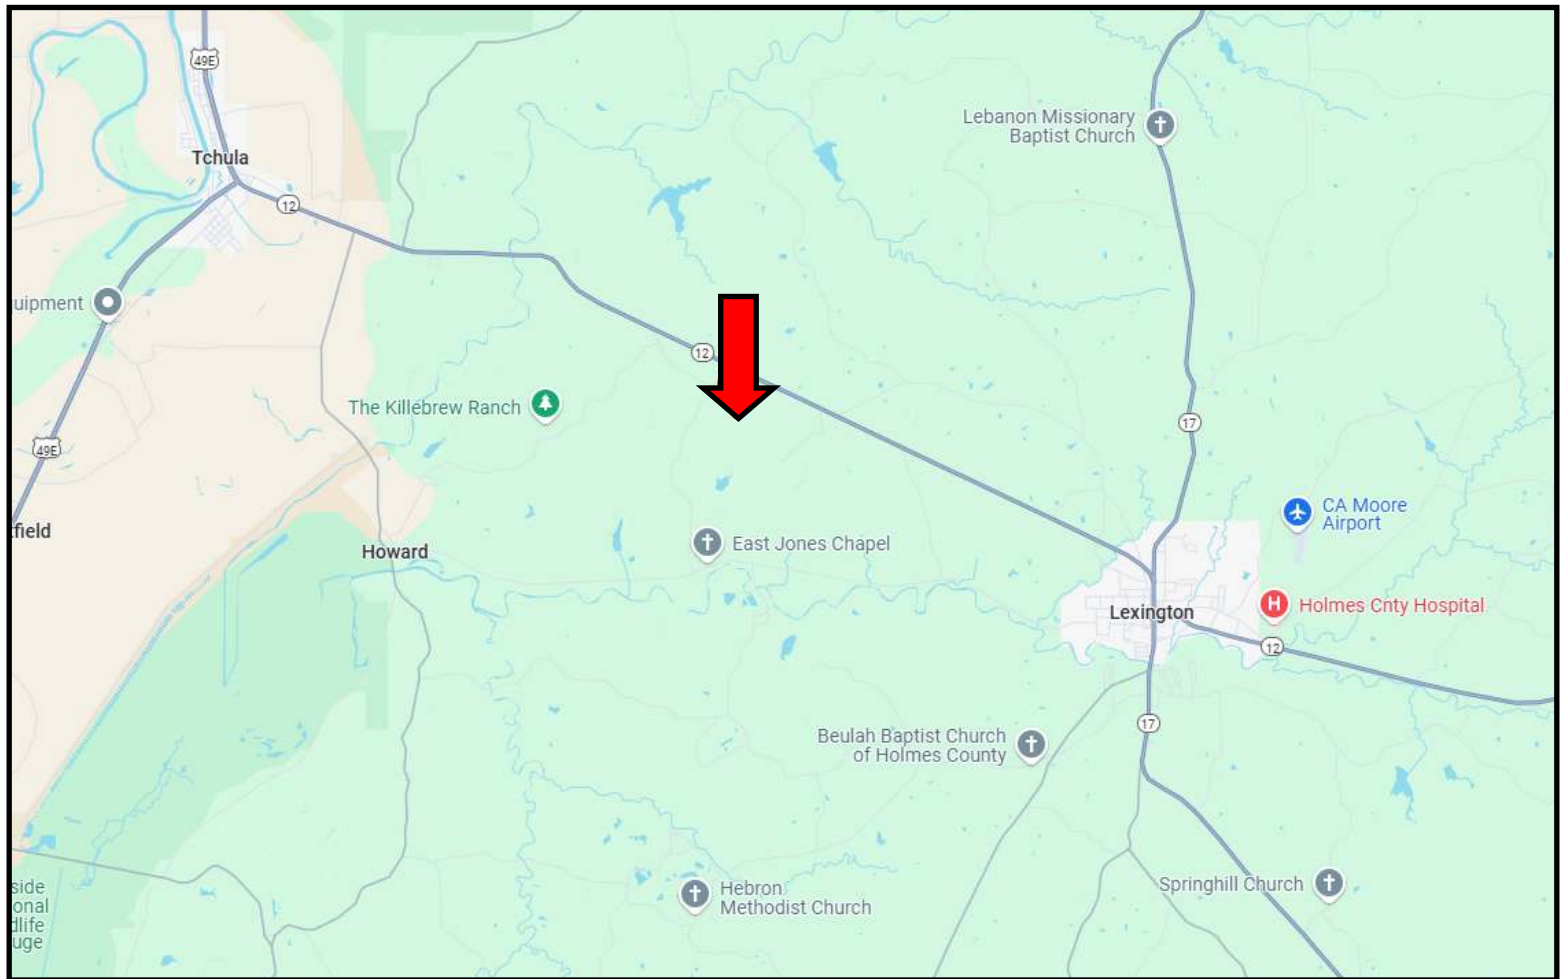 49E
Lebanon Missionary
Baptist Church
Tchula
12
uipment
12
The Killebrew Ranch
17
49E
CA Moore
Airport
tfield
East Jones Chapel
Howard
Holmes Cnty Hospital
Lexington
12
17
Beulah Baptist Church
of Holmes County
Springhill Church
side
onal
dlife
uge
Hebron
Methodist Church